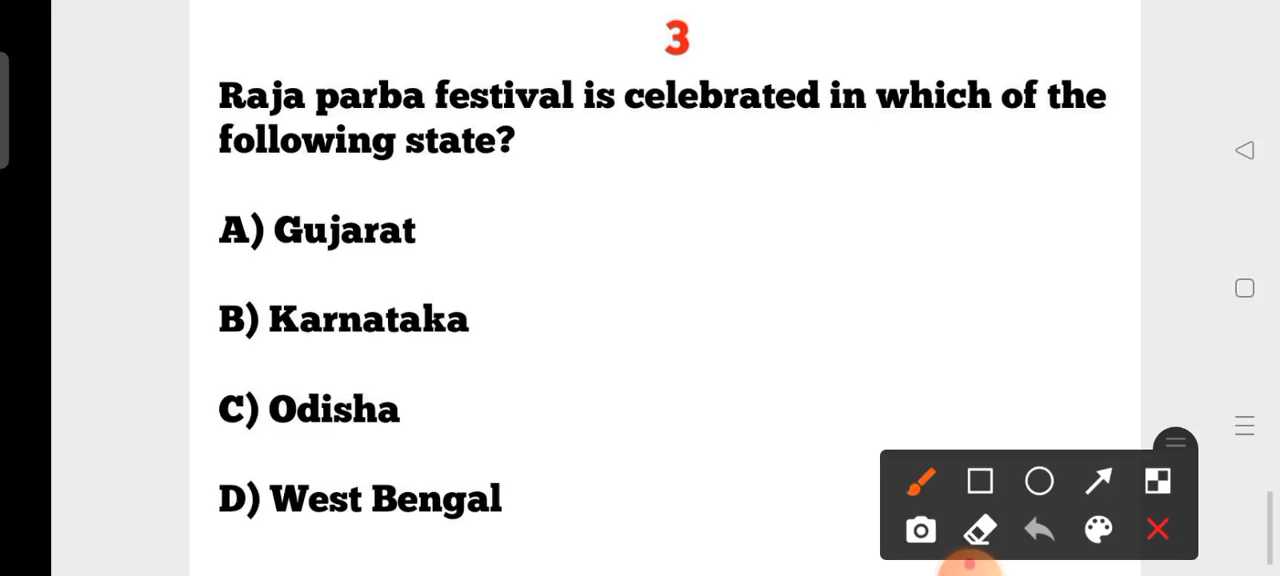 3
Raja parba festival is celebrated in which of the
following state?
A) Gujarat
B) Karnataka
C) Odisha
D) West Bengal